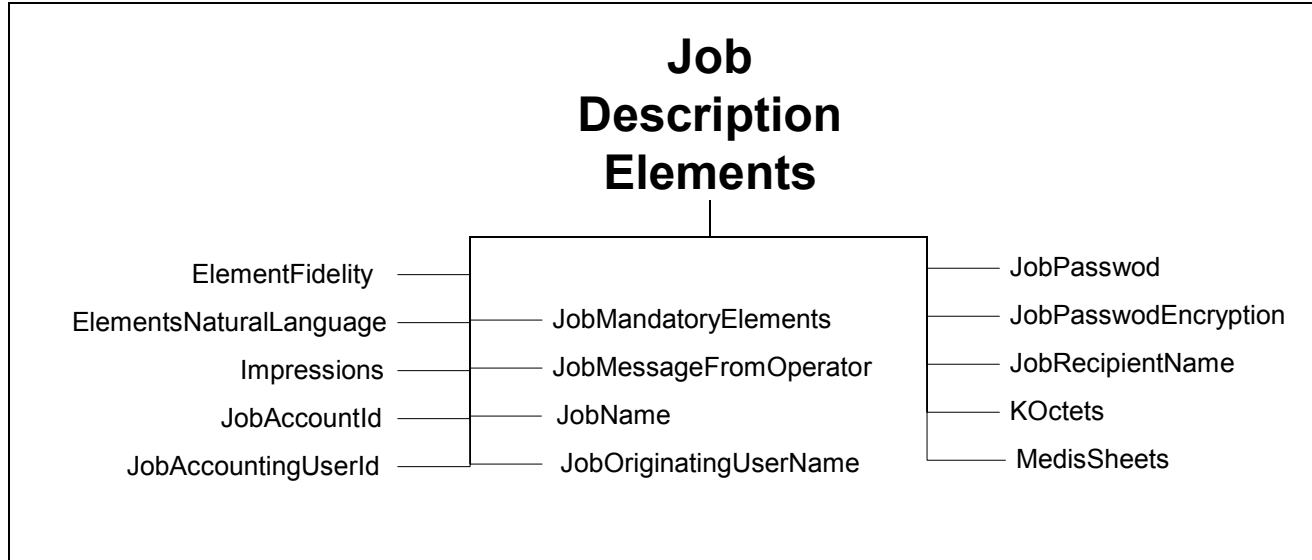 Job
Description
Elements
ElementFidelity
ElementsNaturalLanguage
Impressions
JobAccountId
JobAccountingUserId
JobMandatoryElements
JobMessageFromOperator
JobName
JobOriginatingUserName
JobPasswod
JobPasswodEncryption
JobRecipientName
KOctets
MedisSheets